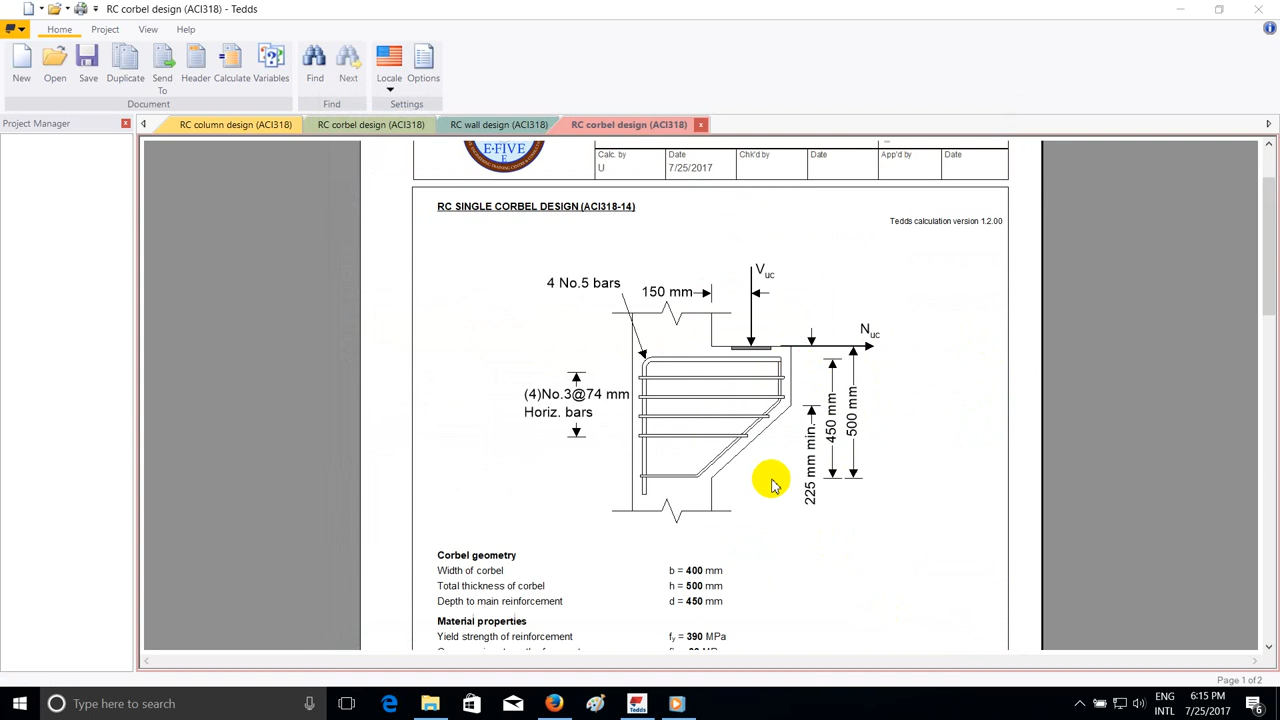 RC corbel design (ACI318) - Tedds
Home Project View Help
New Open Save Duplicate Send To Header Calculate Variables Find Next Locale Options
Document Find Settings
Project Manager
RC column design (ACI318) RC corbel design (ACI318) RC wall design (ACI318) RC corbel design (ACI318) x
E-FIVE
E
Calc. by Date Chk'd by Date App'd by Date
U 7/25/2017
RC SINGLE CORBEL DESIGN (ACI318-14)
Tedds calculation version 1.2.00
Vuc
4 No.5 bars
150 mm
Nuc
(4)No.3@74 mm
Horiz. bars
225 mm min.
450 mm
500 mm
Corbel geometry
Width of corbel b = 400 mm
Total thickness of corbel h = 500 mm
Depth to main reinforcement d = 450 mm
Material properties
Yield strength of reinforcement fy = 390 MPa
Page 1 of 2
Type here to search
Tedds
ENG
INTL
6:15 PM
7/25/2017